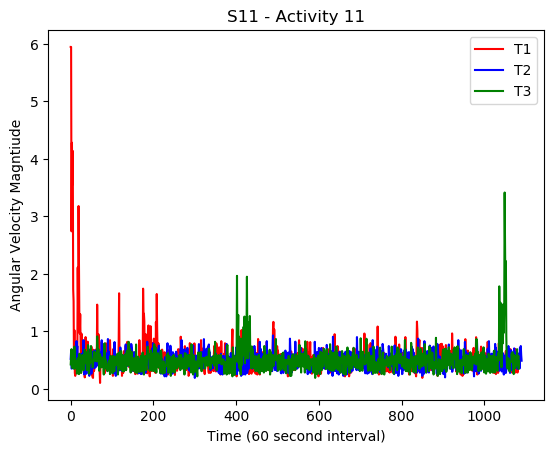 S11 - Activity 11
Angular Velocity Magntiude
6
5
4
3
2
1
0
T1
T2
T3
0 200 400 600 800 1000
Time (60 second interval)